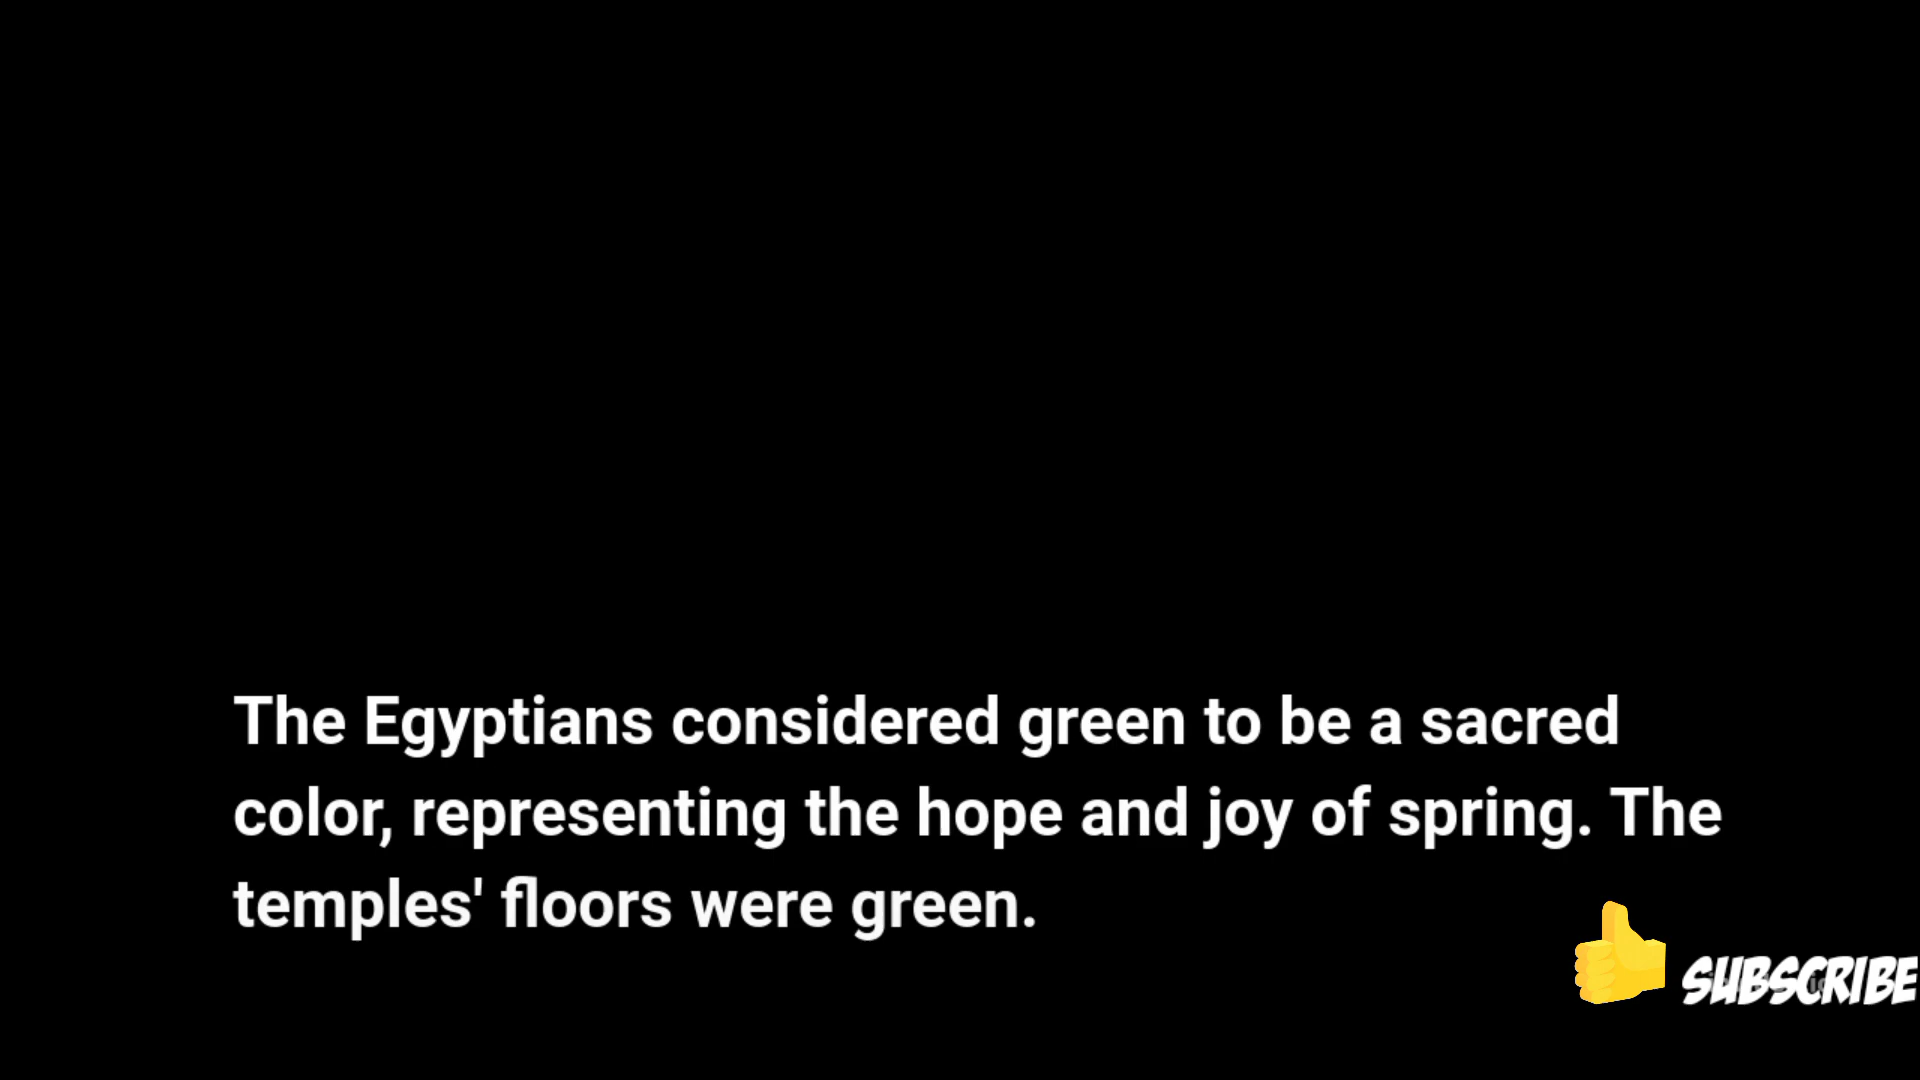 The Egyptians considered green to be a sacred
color, representing the hope and joy of spring. The
temples' floors were green.
SUBSCRIBE